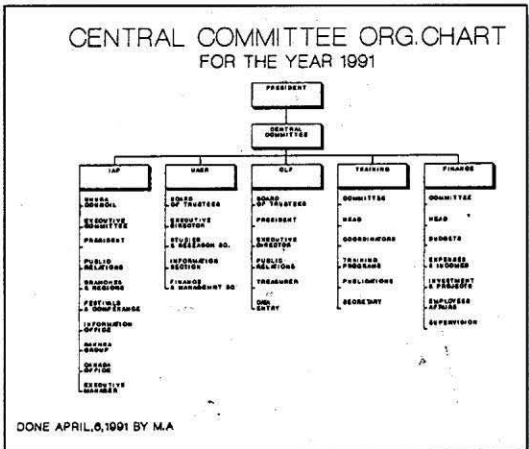 CENTRAL COMMITTEE ORG.CHART
FOR THE YEAR 1991
PRESIDENT
CENTRAL
COMMITTEE
IAP
UASR
OLF
TRAINING
FINANCE
SHURA
COUNCIL
EXECUTIVE
COMMITTEE
PRESIDENT
PUBLIC
RELATIONS
BRANCHES
& REGIONS
FESTIVALS
& CONFERANCE
INFORMATION
OFFICE
GROUP
CANADA
OFFICE
EXECUTIVE
MANAGER
BOARD
OF TRUSTEES
EXECUTIVE
DIRECTOR
STUDIES
& RESEARCH SC.
INFORMATION
SECTION
FINANCE
& MANAGEMNT SC
BOARD
OF TRUSTEES
PRESIDENT
EXECUTIVE
DIRECTOR
PUBLIC
RELATIONS
TREASURER
DATA
ENTRY
COMMITTEE
HEAD
COORDINATORS
TRAINING
PROGRAMS
PUBLICATIONS
SECRETARY
COMMITTEE
HEAD
BUDGETS
EXPENSES
& INCOMES
INVESTMENT
& PROJECTS
EMPLOYEES
AFFAIRS
SUPERVISION
DONE APRIL,6,1991 BY M.A